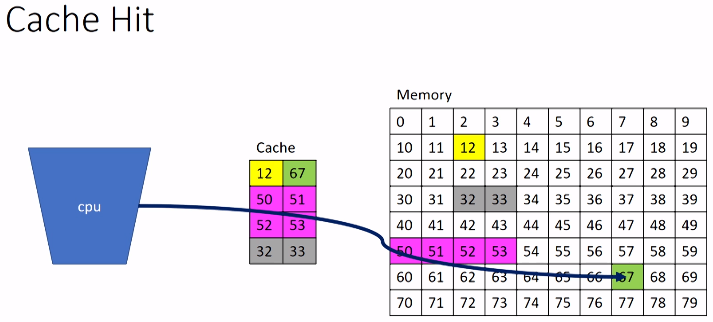 Cache Hit
Memory
0 1 2 3 4 5 6 7 8 9
Cache
10 11 12 13 14 15 16 17 18 19
12 67
20 21 22 23 24 25 26 27 28 29
50 51
30 31 32 33 34 35 36 37 38 39
cpu
52 53
40 41 42 43 44 45 46 47 48 49
32 33
50 51 52 53 54 55 56 57 58 59
60 61 62 63 64 65 66 67 68 69
70 71 72 73 74 75 76 77 78 79